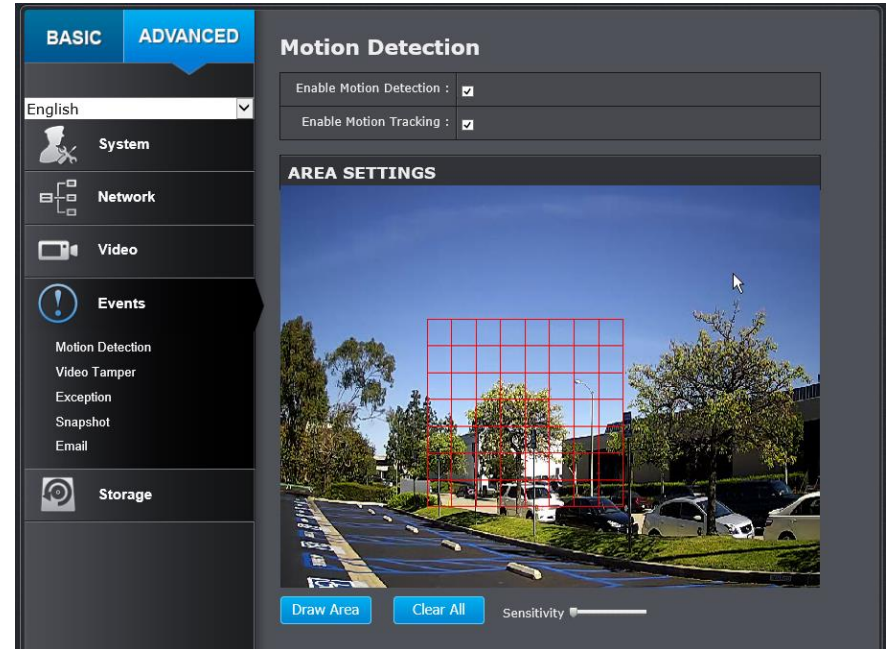 BASIC
ADVANCED
English
System
Network
Video
Events
Motion Detection
Video Tamper
Exception
Snapshot
Email
Storage
Motion Detection
Enable Motion Detection :
Enable Motion Tracking :
AREA SETTINGS
Draw Area
Clear All
Sensitivity